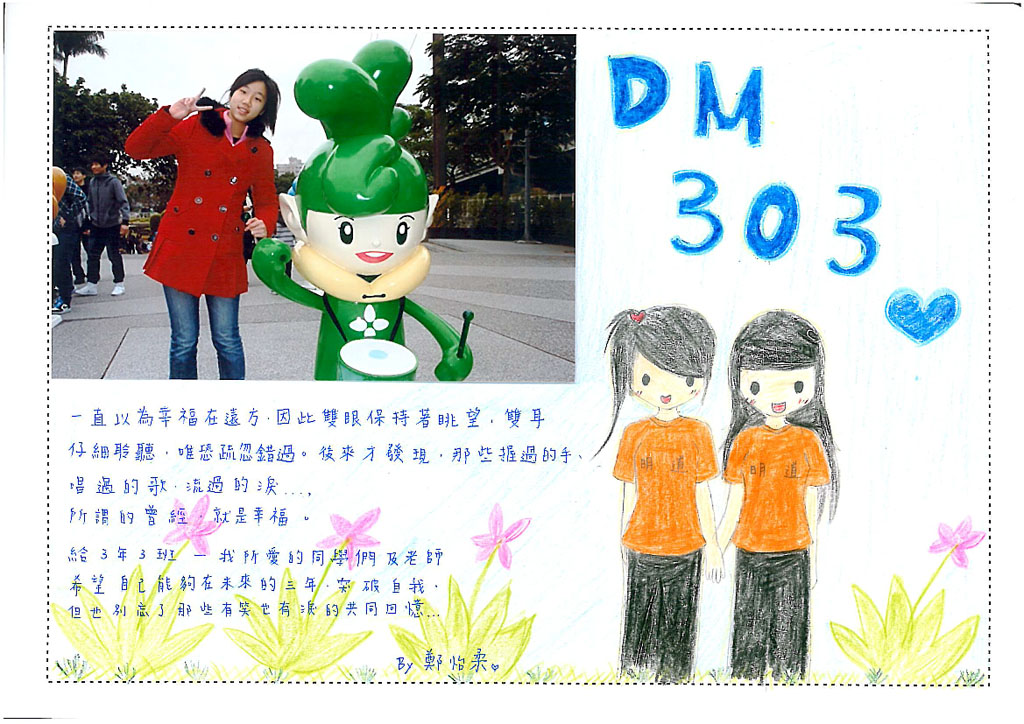 DM
303
一直以為幸福在遠方，因此雙眼保持著眺望，雙耳
仔細聆聽，唯恐疏忽錯過。後來才發現，那些握過的手、
唱過的歌、流過的淚...，
所謂的曾經，就是幸福。
給3年3班 — 我所愛的同學們及老師
希望自己能夠在未來的三年，突破自我，
但也別忘了那些有笑也有淚的共同回憶...
By 鄭怡柔
明道
明道